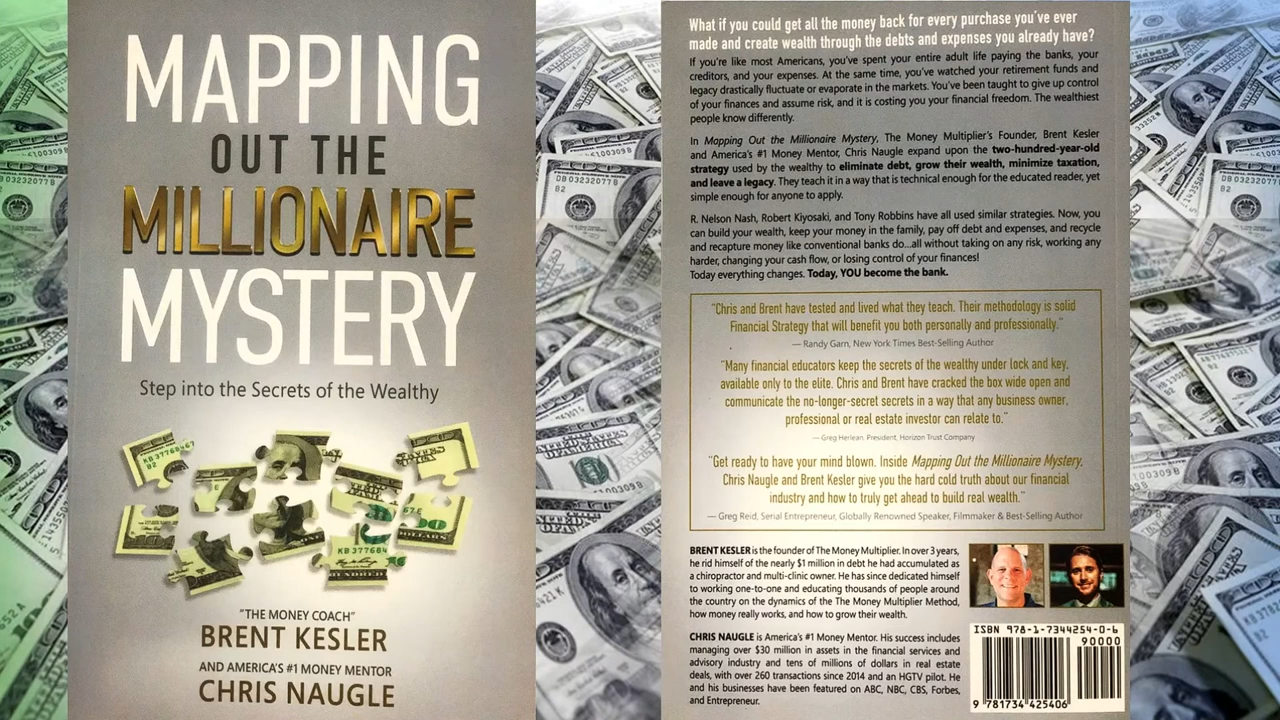 MAPPING
OUT THE
MILLIONAIRE
MYSTERY
Step into the Secrets of the Wealthy
"THE MONEY COACH"
BRENT KESLER
AND AMERICA'S #1 MONEY MENTOR
CHRIS NAUGLE
What if you could get all the money back for every purchase you've ever
made and create wealth through the debts and expenses you already have?
If you're like most Americans, you've spent your entire adult life paying the banks, your
creditors, and your expenses. At the same time, you've watched your retirement funds and
legacy drastically fluctuate or evaporate in the markets. You've been taught to give up control
of your finances and assume risk, and it is costing you your financial freedom. The wealthiest
people know differently.
In Mapping Out the Millionaire Mystery, The Money Multiplier's Founder, Brent Kesler
and America's #1 Money Mentor, Chris Naugle expand upon the two-hundred-year-old
strategy used by the wealthy to eliminate debt, grow their wealth, minimize taxation,
and leave a legacy. They teach it in a way that is technical enough for the educated reader, yet
simple enough for anyone to apply.
R. Nelson Nash, Robert Kiyosaki, and Tony Robbins have all used similar strategies. Now, you
can build your wealth, keep your money in the family, pay off debt and expenses, and recycle
and recapture money like conventional banks do...all without taking on any risk, working any
harder, changing your cash flow, or losing control of your finances!
Today everything changes. Today, YOU become the bank.
"Chris and Brent have tested and lived what they teach. Their methodology is solid
Financial Strategy that will benefit you both personally and professionally."
— Randy Garn, New York Times Best-Selling Author
"Many financial educators keep the secrets of the wealthy under lock and key,
available only to the elite. Chris and Brent have cracked the box wide open and
communicate the no-longer-secret secrets in a way that any business owner,
professional or real estate investor can relate to."
— Greg Herlean, President, Horizon Trust Company
"Get ready to have your mind blown. Inside Mapping Out the Millionaire Mystery,
Chris Naugle and Brent Kesler give you the hard cold truth about our financial
industry and how to truly get ahead to build real wealth."
— Greg Reid, Serial Entrepreneur, Globally Renowned Speaker, Filmmaker & Best-Selling Author
BRENT KESLER is the founder of The Money Multiplier. In over 3 years,
he rid himself of the nearly $1 million in debt he had accumulated as
a chiropractor and multi-clinic owner. He has since dedicated himself
to working one-to-one and educating thousands of people around
the country on the dynamics of the The Money Multiplier Method,
how money really works, and how to grow their wealth.
CHRIS NAUGLE is America's #1 Money Mentor. His success includes
managing over $30 million in assets in the financial services and
advisory industry and tens of millions of dollars in real estate
deals, with over 260 transactions since 2014 and an HGTV pilot. He
and his businesses have been featured on ABC, NBC, CBS, Forbes,
and Entrepreneur.
ISBN 978-1-7344254-0-6
90000
9 781734 425406